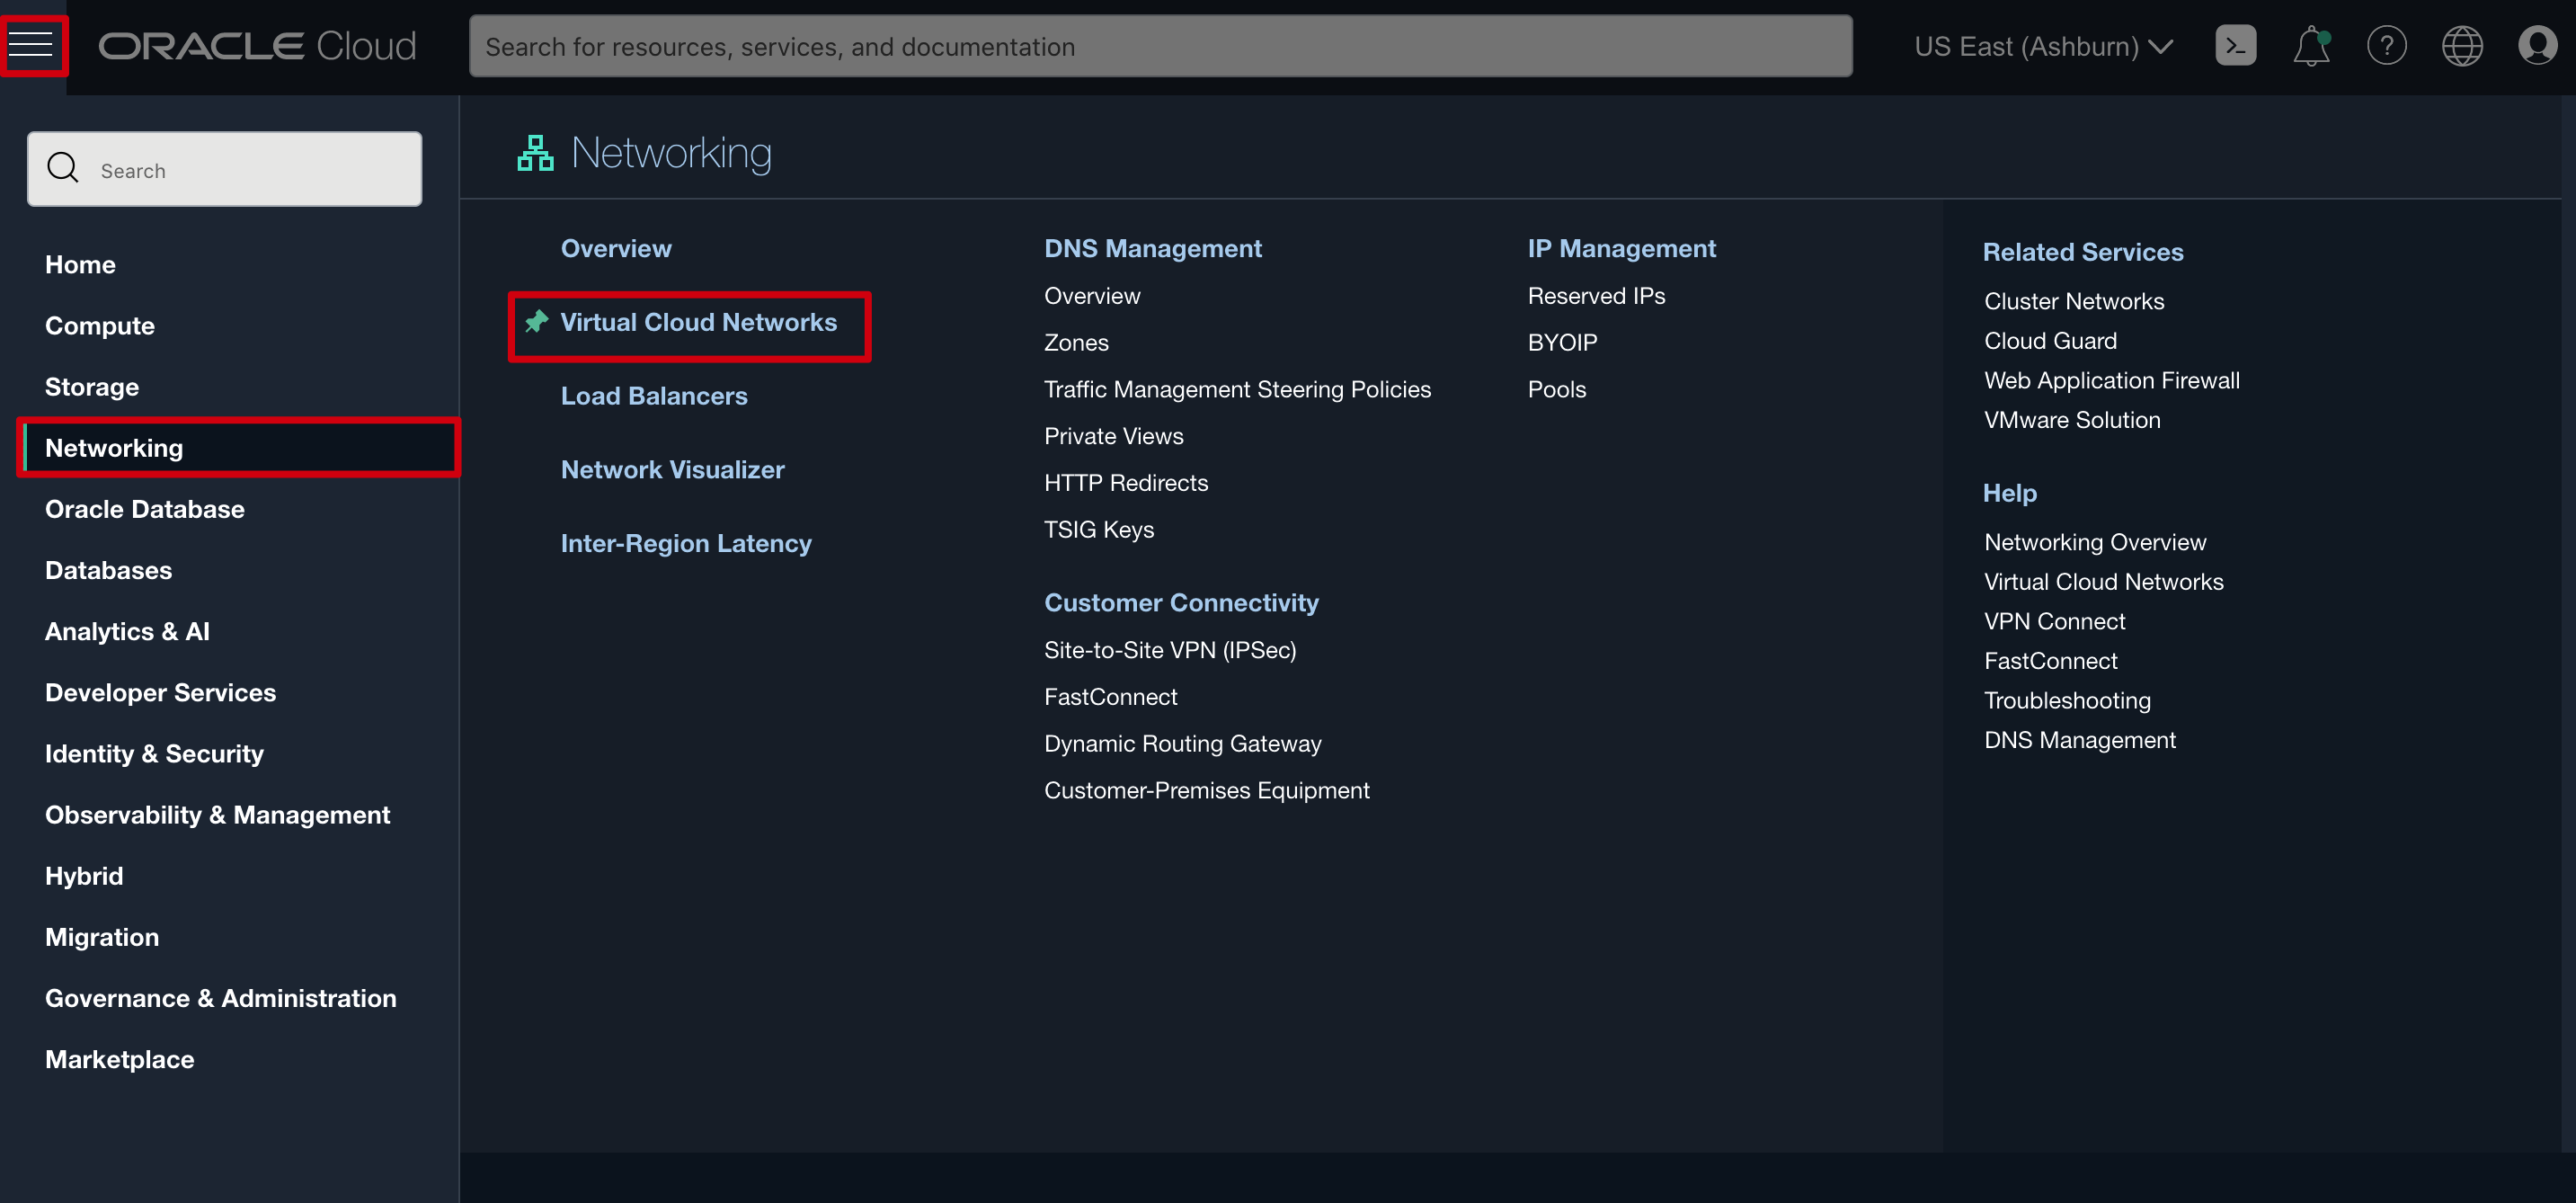 ORACLE Cloud
Search for resources, services, and documentation
US East (Ashburn)
Search
Home
Compute
Storage
Networking
Oracle Database
Databases
Analytics & AI
Developer Services
Identity & Security
Observability & Management
Hybrid
Migration
Governance & Administration
Marketplace
Networking
Overview
Virtual Cloud Networks
Load Balancers
Network Visualizer
Inter-Region Latency
DNS Management
Overview
Zones
Traffic Management Steering Policies
Private Views
HTTP Redirects
TSIG Keys
Customer Connectivity
Site-to-Site VPN (IPSec)
FastConnect
Dynamic Routing Gateway
Customer-Premises Equipment
IP Management
Reserved IPs
BYOIP
Pools
Related Services
Cluster Networks
Cloud Guard
Web Application Firewall
VMware Solution
Help
Networking Overview
Virtual Cloud Networks
VPN Connect
FastConnect
Troubleshooting
DNS Management